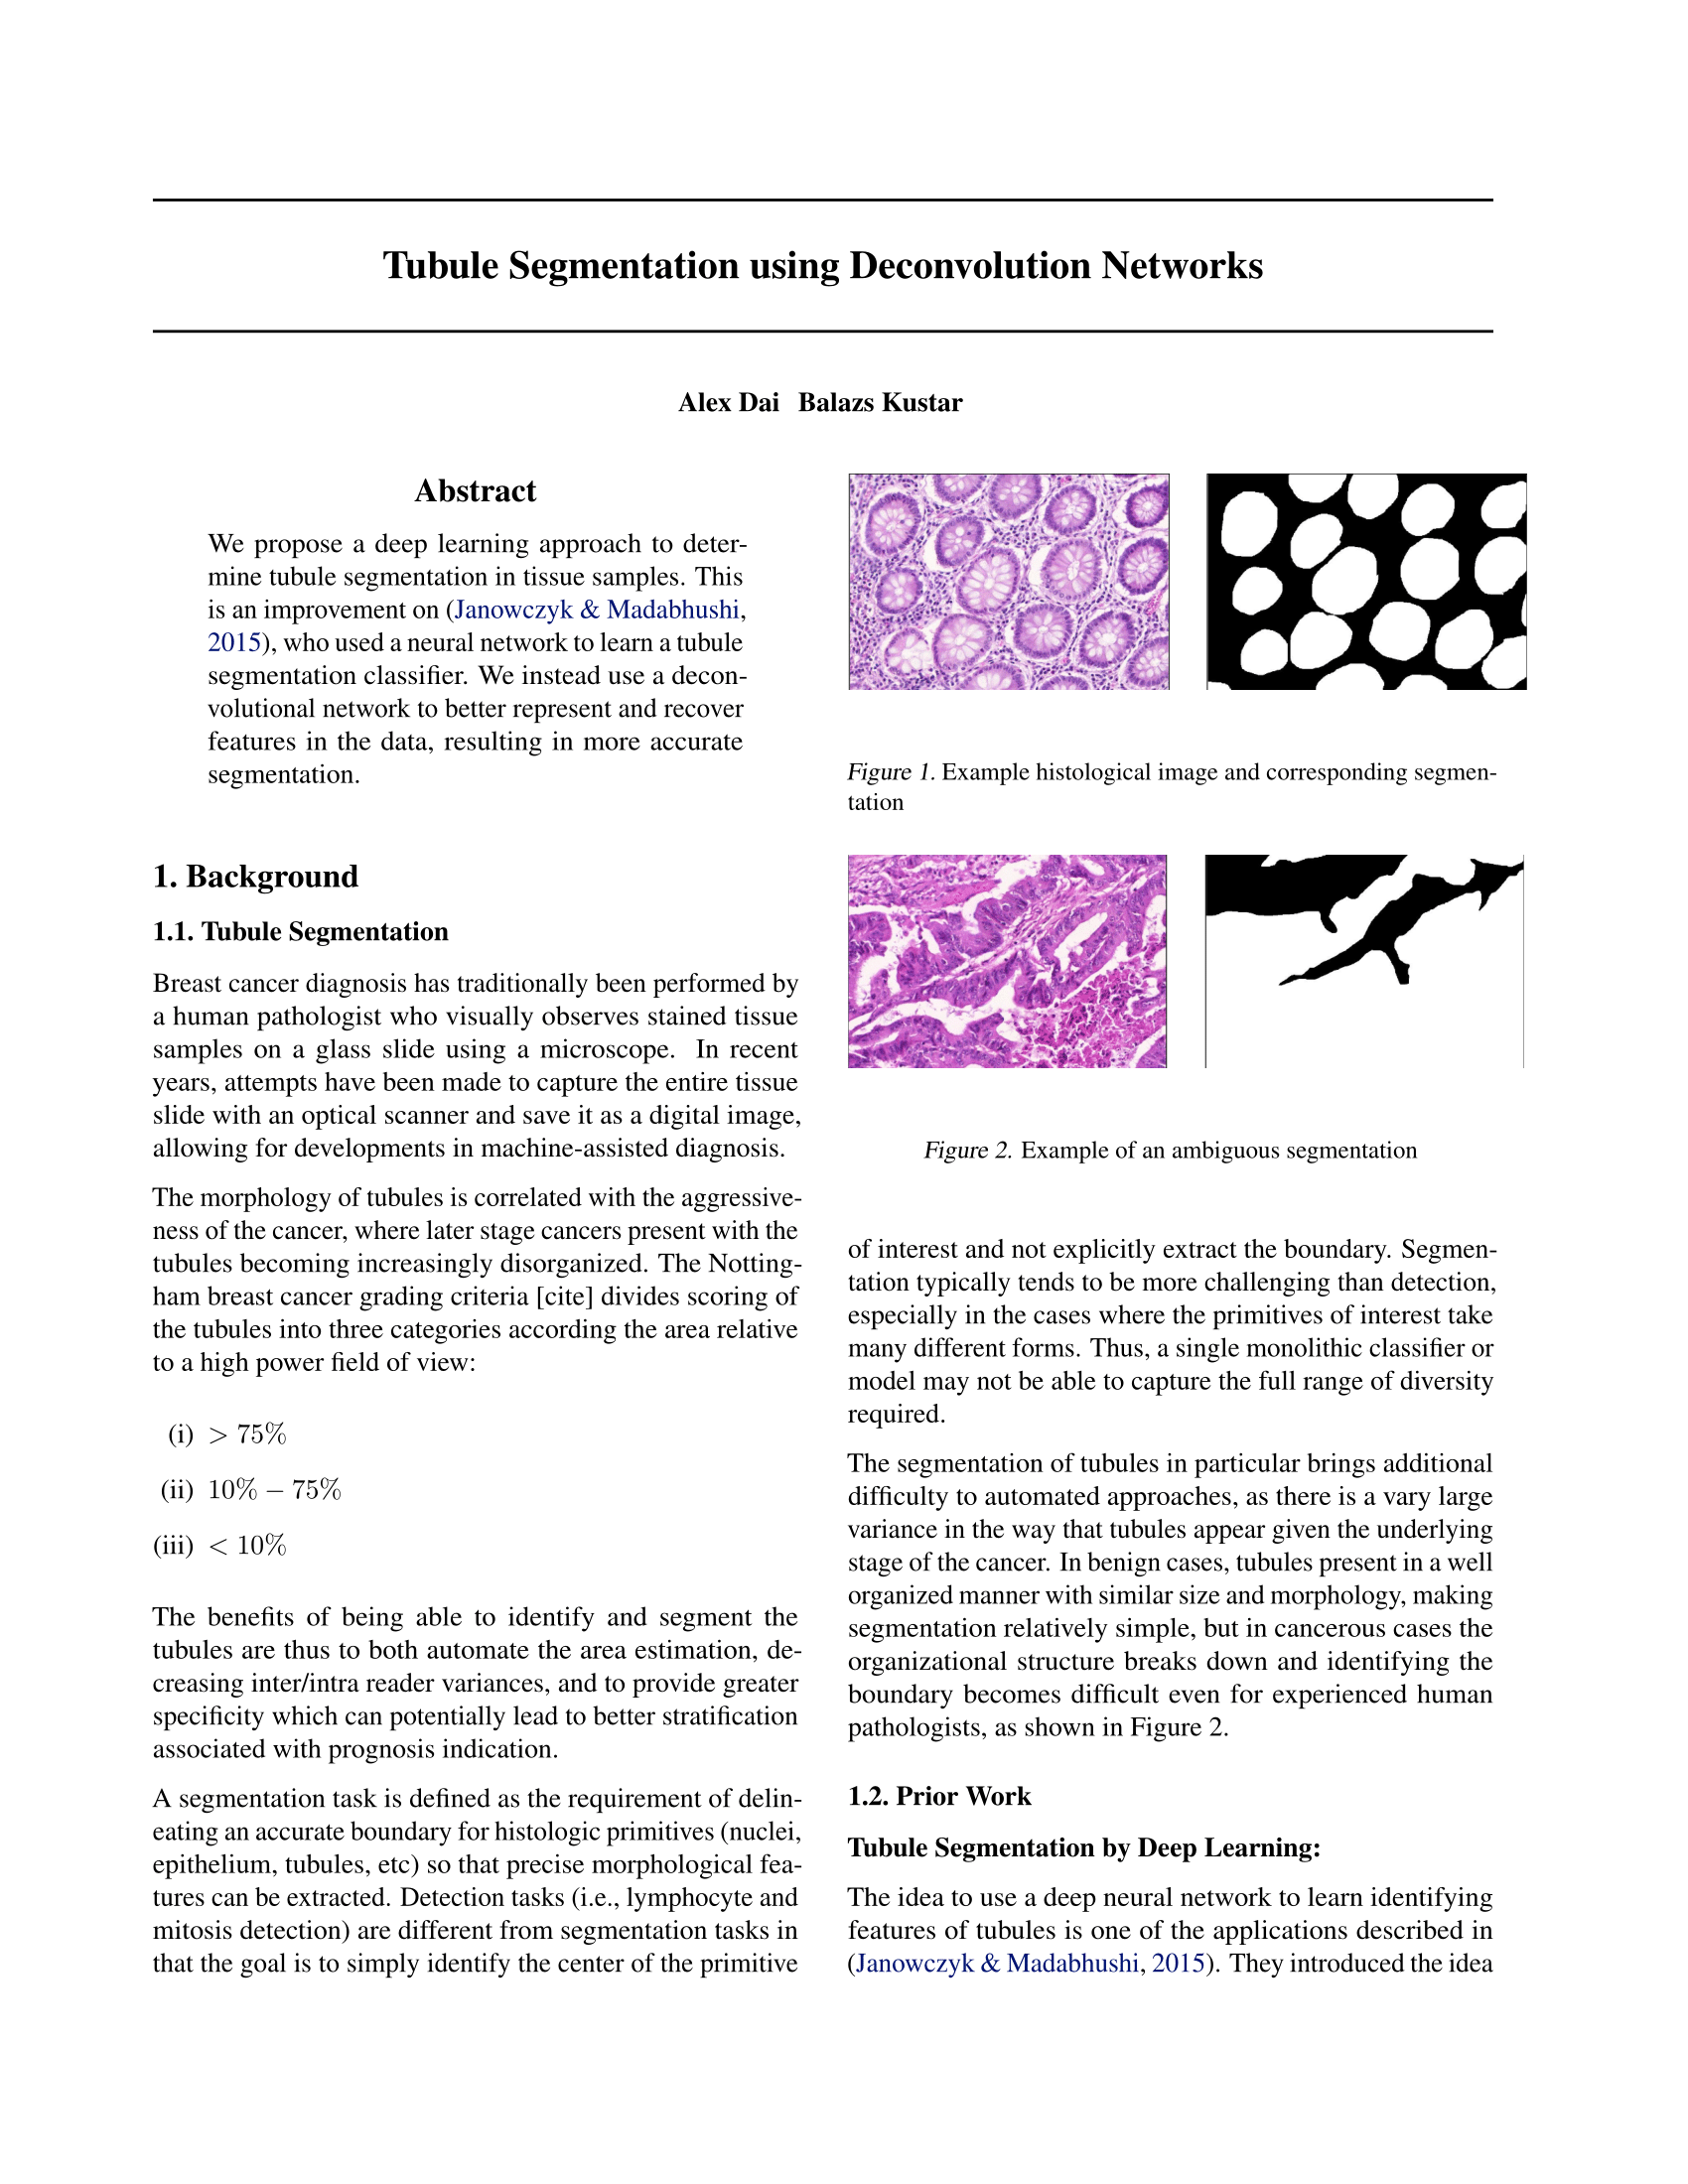 Tubule Segmentation using Deconvolution Networks
Alex Dai Balazs Kustar
Abstract
We propose a deep learning approach to deter-
mine tubule segmentation in tissue samples. This
is an improvement on (Janowczyk & Madabhushi,
2015), who used a neural network to learn a tubule
segmentation classifier. We instead use a decon-
volutional network to better represent and recover
features in the data, resulting in more accurate
segmentation.
1. Background
1.1. Tubule Segmentation
Breast cancer diagnosis has traditionally been performed by
a human pathologist who visually observes stained tissue
samples on a glass slide using a microscope. In recent
years, attempts have been made to capture the entire tissue
slide with an optical scanner and save it as a digital image,
allowing for developments in machine-assisted diagnosis.
The morphology of tubules is correlated with the aggressive-
ness of the cancer, where later stage cancers present with the
tubules becoming increasingly disorganized. The Notting-
ham breast cancer grading criteria [cite] divides scoring of
the tubules into three categories according the area relative
to a high power field of view:
(i) > 75%
(ii) 10% − 75%
(iii) < 10%
The benefits of being able to identify and segment the
tubules are thus to both automate the area estimation, de-
creasing inter/intra reader variances, and to provide greater
specificity which can potentially lead to better stratification
associated with prognosis indication.
A segmentation task is defined as the requirement of delin-
eating an accurate boundary for histologic primitives (nuclei,
epithelium, tubules, etc) so that precise morphological fea-
tures can be extracted. Detection tasks (i.e., lymphocyte and
mitosis detection) are different from segmentation tasks in
that the goal is to simply identify the center of the primitive
Figure 1. Example histological image and corresponding segmen-
tation
Figure 2. Example of an ambiguous segmentation
of interest and not explicitly extract the boundary. Segmen-
tation typically tends to be more challenging than detection,
especially in the cases where the primitives of interest take
many different forms. Thus, a single monolithic classifier or
model may not be able to capture the full range of diversity
required.
The segmentation of tubules in particular brings additional
difficulty to automated approaches, as there is a vary large
variance in the way that tubules appear given the underlying
stage of the cancer. In benign cases, tubules present in a well
organized manner with similar size and morphology, making
segmentation relatively simple, but in cancerous cases the
organizational structure breaks down and identifying the
boundary becomes difficult even for experienced human
pathologists, as shown in Figure 2.
1.2. Prior Work
Tubule Segmentation by Deep Learning:
The idea to use a deep neural network to learn identifying
features of tubules is one of the applications described in
(Janowczyk & Madabhushi, 2015). They introduced the idea